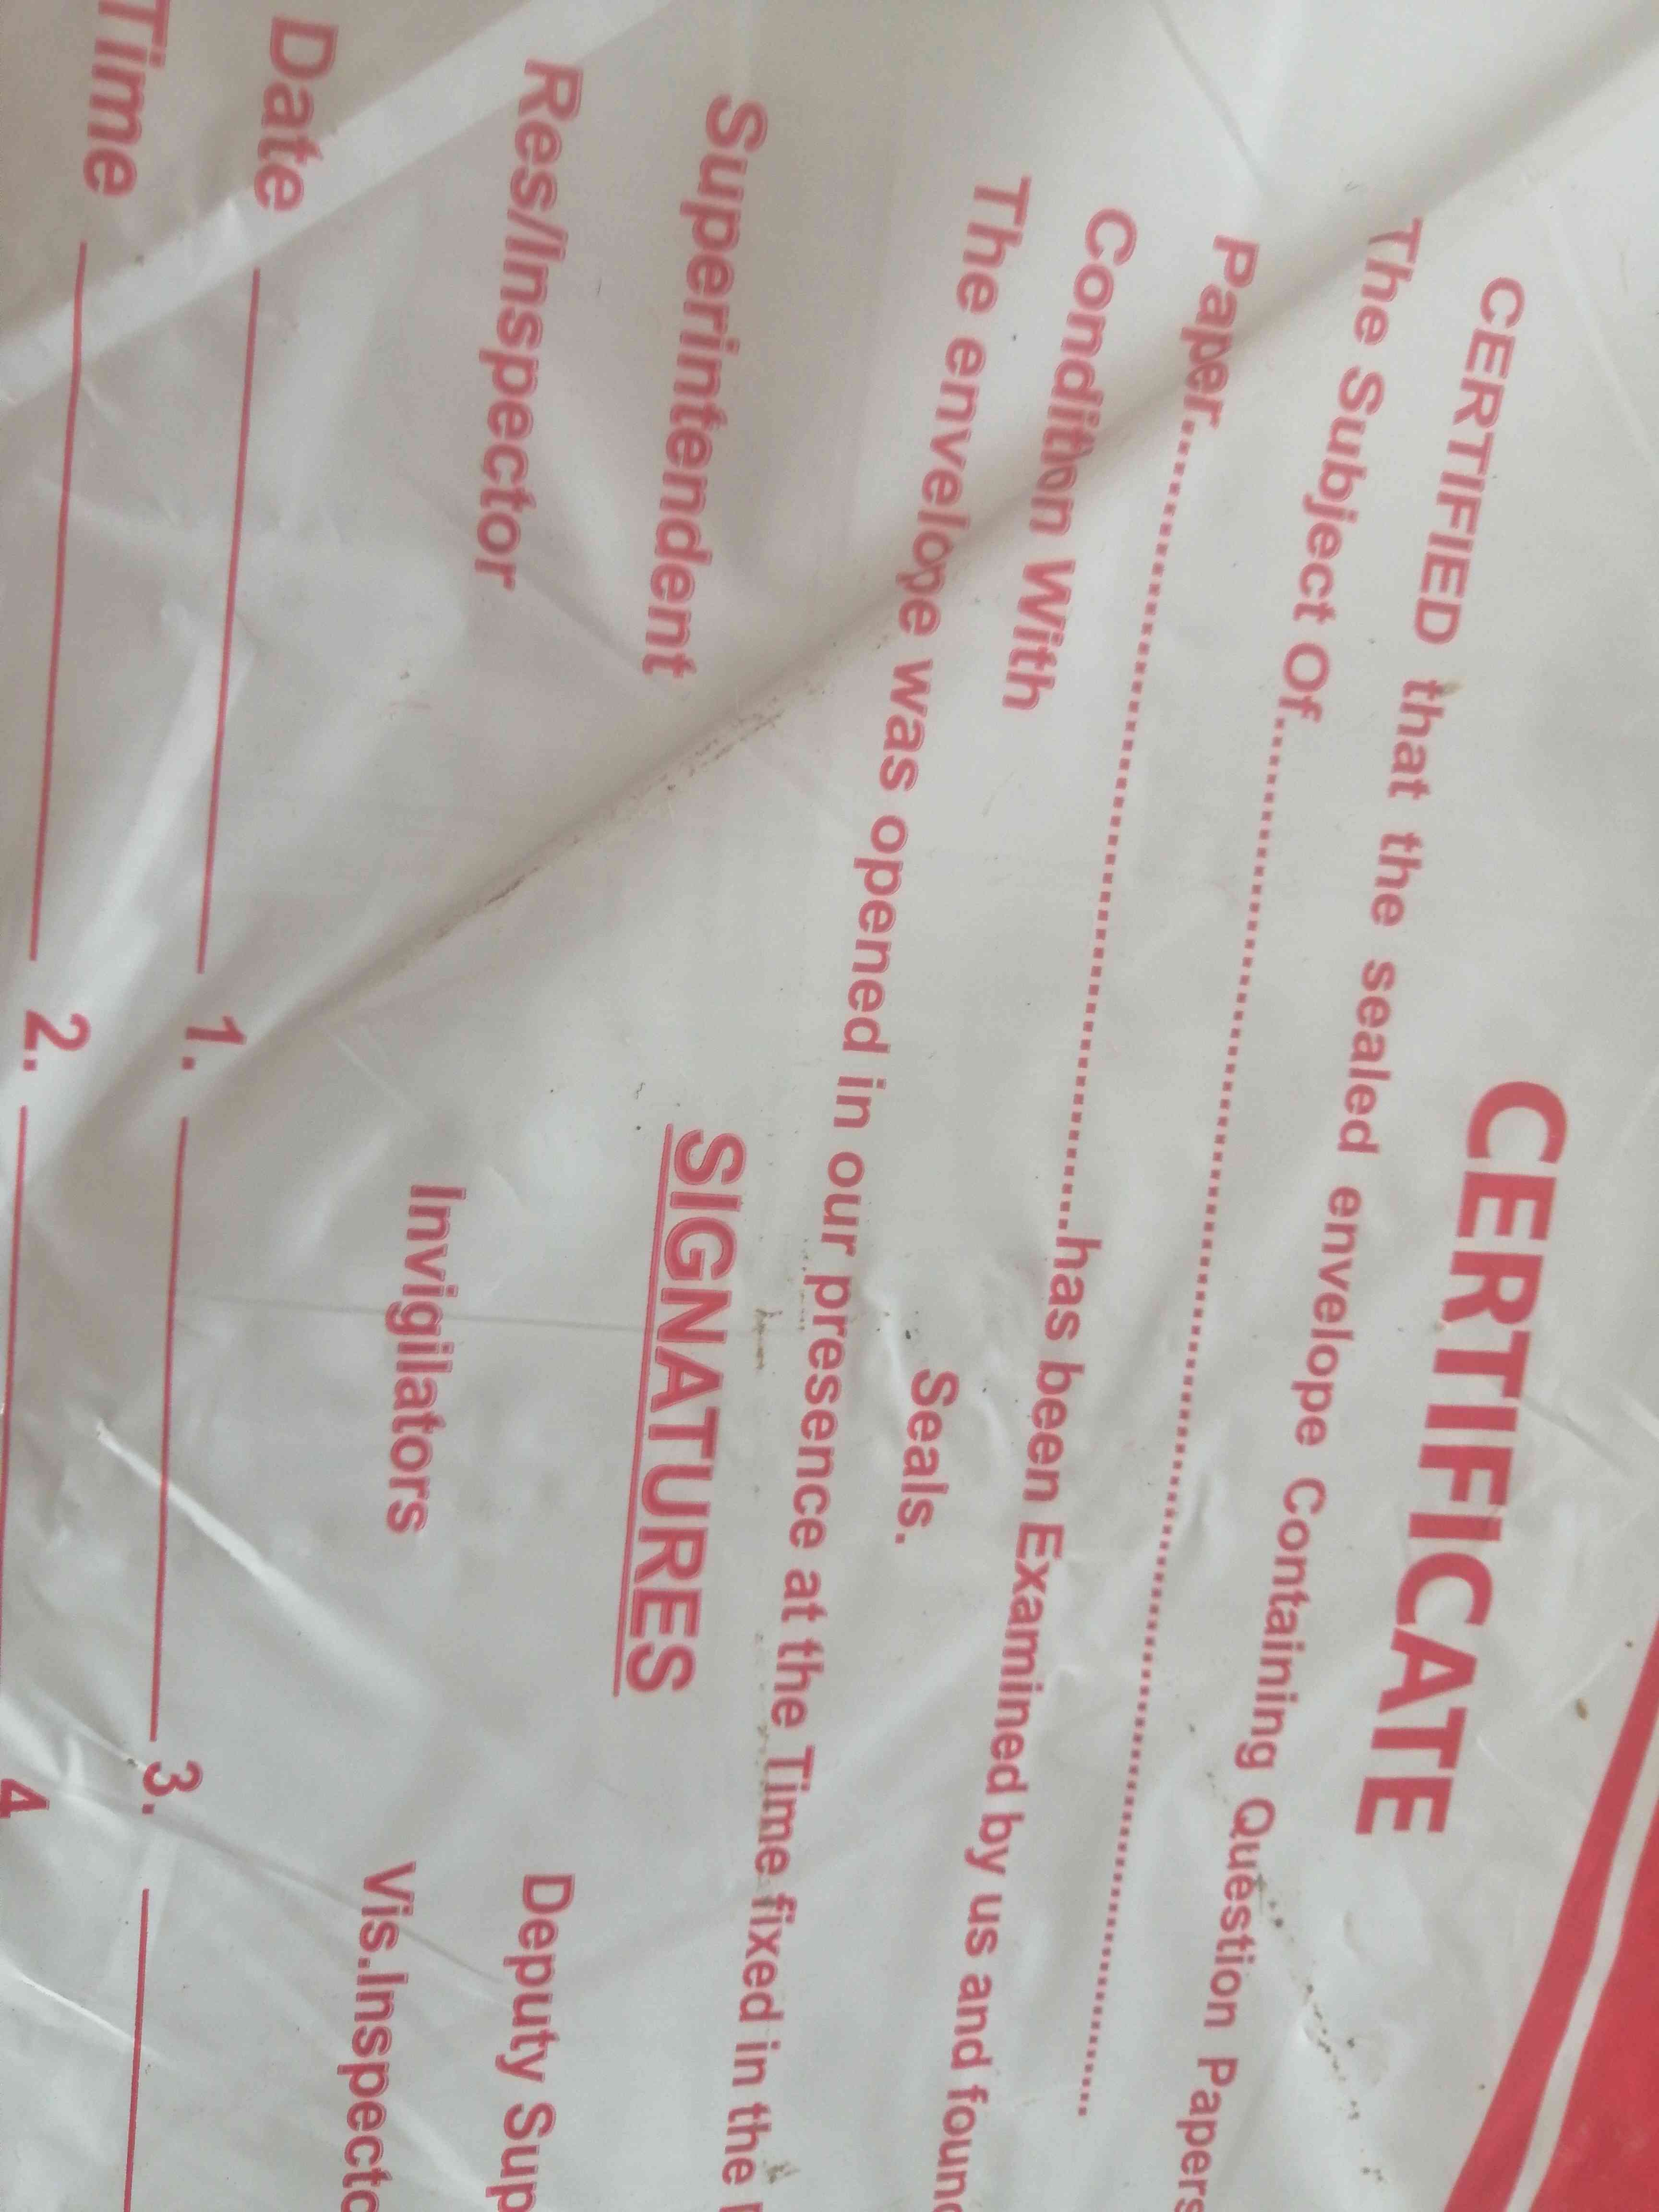 CERTIFICATE
CERTIFIED that the sealed envelope Containing Question Papers
The Subject Of..........
Paper..........has been Examined by us and found
Condition With Seals.
The envelope was opened in our presence at the Time fixed in the
SIGNATURES
Superintendent Deputy Sup
Res/Inspector Invigilators Vis.Inspecto
Date 1. 3.
Time 2. 4